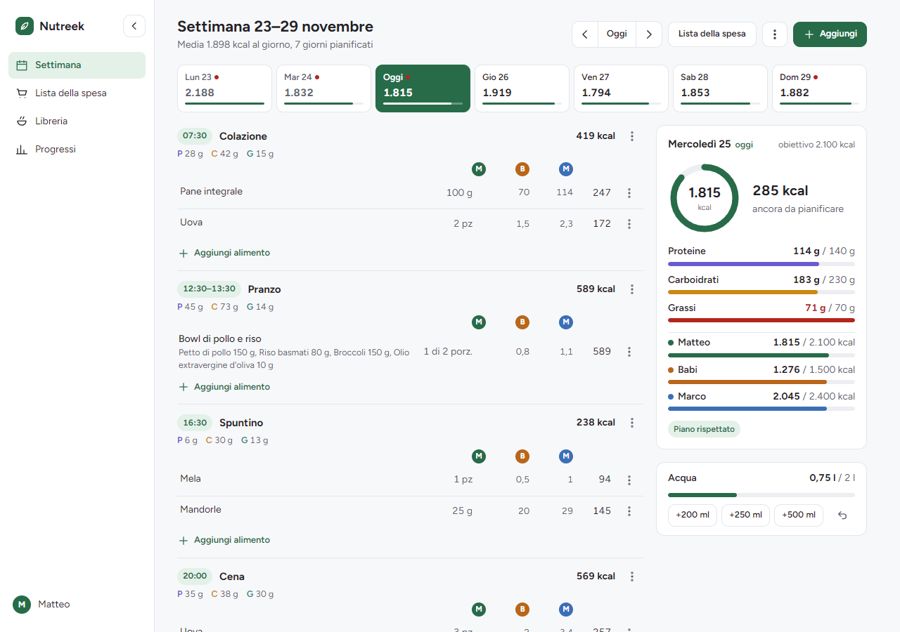 Nutreek
Settimana
Lista della spesa
Libreria
Progressi
M Matteo
Settimana 23–29 novembre
Media 1.898 kcal al giorno, 7 giorni pianificati
Oggi
Lista della spesa
Aggiungi
Lun 23
2.188
Mar 24
1.832
Oggi
1.815
Gio 26
1.919
Ven 27
1.794
Sab 28
1.853
Dom 29
1.882
07:30 Colazione 419 kcal
P 28 g C 42 g G 15 g
M B M
Pane integrale 100 g 70 114 247
Uova 2 pz 1,5 2,3 172
Aggiungi alimento
12:30–13:30 Pranzo 589 kcal
P 45 g C 73 g G 14 g
M B M
Bowl di pollo e riso
Petto di pollo 150 g, Riso basmati 80 g, Broccoli 150 g, Olio
extravergine d'oliva 10 g
1 di 2 porz. 0,8 1,1 589
Aggiungi alimento
16:30 Spuntino 238 kcal
P 6 g C 30 g G 13 g
M B M
Mela 1 pz 0,5 1 94
Mandorle 25 g 20 29 145
Aggiungi alimento
20:00 Cena 569 kcal
P 35 g C 38 g G 30 g
M B M
Uova 3 pz 2 3,4 257
Mercoledì 25 oggi obiettivo 2.100 kcal
1.815
kcal
285 kcal
ancora da pianificare
Proteine 114 g / 140 g
Carboidrati 183 g / 230 g
Grassi 71 g / 70 g
Matteo 1.815 / 2.100 kcal
Babi 1.276 / 1.500 kcal
Marco 2.045 / 2.400 kcal
Piano rispettato
Acqua 0,75 l / 2 l
+200 ml +250 ml +500 ml